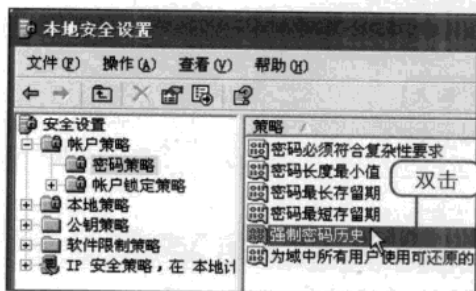 本地安全设置
文件(F) 操作(A) 查看(V) 帮助(H)
安全设置
帐户策略
密码策略
帐户锁定策略
本地策略
公钥策略
软件限制策略
IP 安全策略，在 本地计
策略
密码必须符合复杂性要求
密码长度最小值
密码最长存留期
密码最短存留期
强制密码历史
为域中所有用户使用可还原的
双击